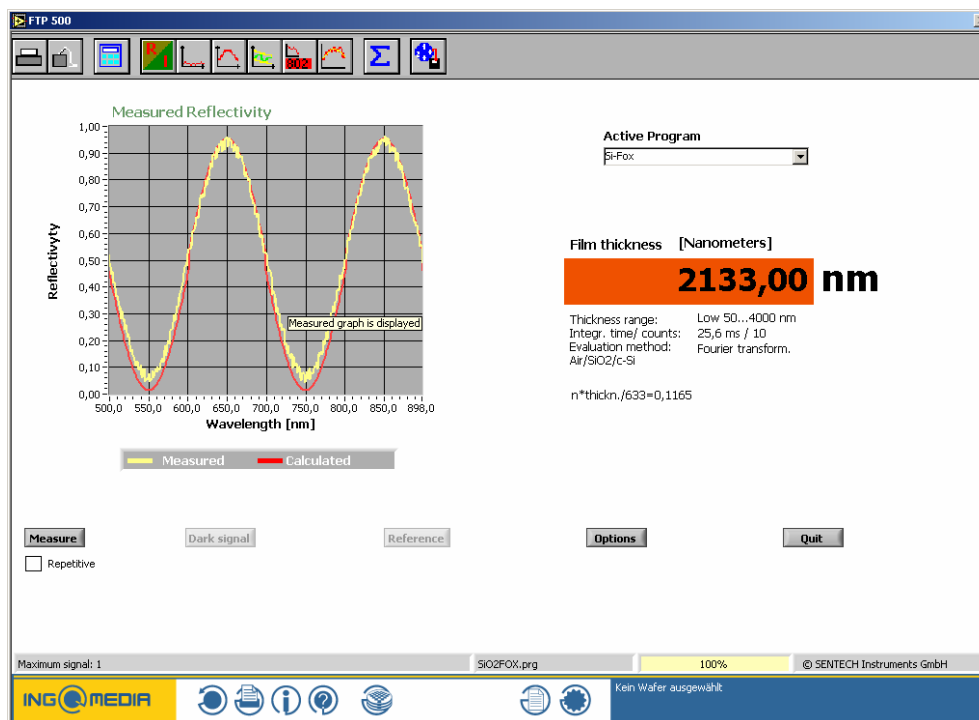 FTP 500
R
I
802
Σ
Measured Reflectivity
Active Program
Si-Fox
1,00
0,90
0,80
0,70
0,60
0,50
0,40
0,30
0,20
0,10
0,00
Reflectivyty
Measured graph is displayed
500,0 550,0 600,0 650,0 700,0 750,0 800,0 850,0 898,0
Wavelength [nm]
Measured Calculated
Film thickness [Nanometers]
2133,00 nm
Thickness range: Low 50...4000 nm
Integr. time/ counts: 25,6 ms / 10
Evaluation method: Fourier transform.
Air/SiO2/c-Si
n*thickn./633=0,1165
Measure Dark signal Reference Options Quit
Repetitive
Maximum signal: 1 SiO2FOX.prg 100% © SENTECH Instruments GmbH
INGOMEDIA
Kein Wafer ausgewählt